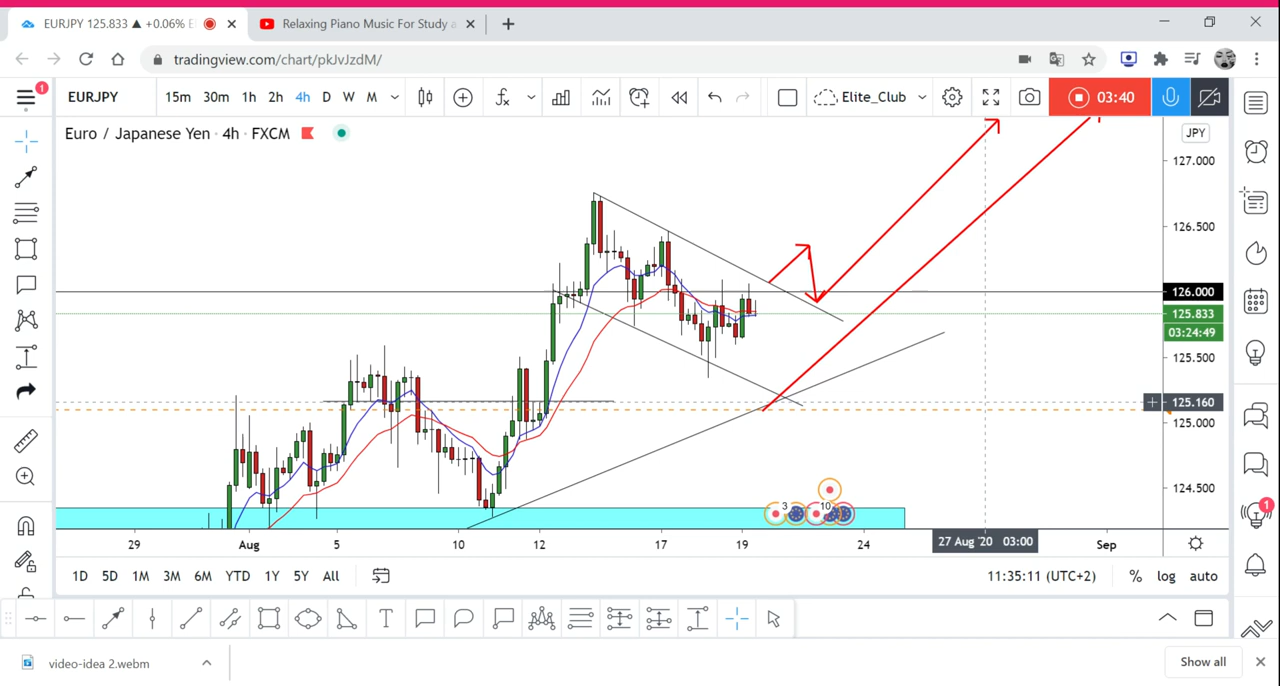 EURJPY 125.833 ▲ +0.06% E
Relaxing Piano Music For Study a
tradingview.com/chart/pkJvJzdM/
1
EURJPY 15m 30m 1h 2h 4h D W M Elite_Club 03:40
Euro / Japanese Yen · 4h · FXCM
JPY
127.000
126.500
126.000
125.833
03:24:49
125.500
125.160
125.000
124.500
3 10
1
29 Aug 5 10 12 17 19 24 27 Aug '20 03:00 Sep
1D 5D 1M 3M 6M YTD 1Y 5Y All 11:35:11 (UTC+2) % log auto
T
video-idea 2.webm Show all